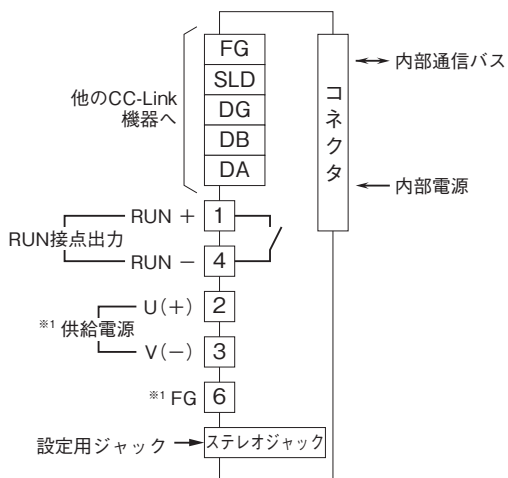 FG
SLD
DG
DB
DA
他のCC-Link
機器へ
コネクタ
内部通信バス
内部電源
RUN + 1
RUN接点出力
RUN − 4
U(+) 2
※1 供給電源
V(−) 3
※1 FG 6
設定用ジャック ステレオジャック